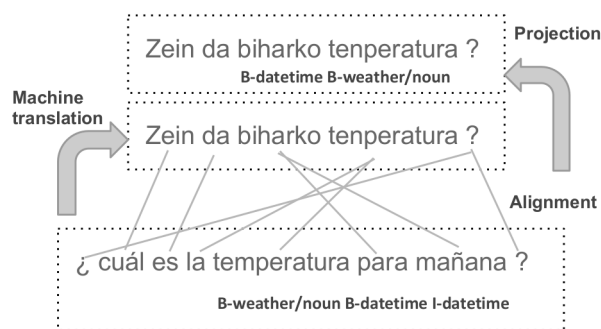 Zein da biharko tenperatura ?
B-datetime B-weather/noun
Projection
Machine
translation
Zein da biharko tenperatura ?
Alignment
¿ cuál es la temperatura para mañana ?
B-weather/noun B-datetime I-datetime